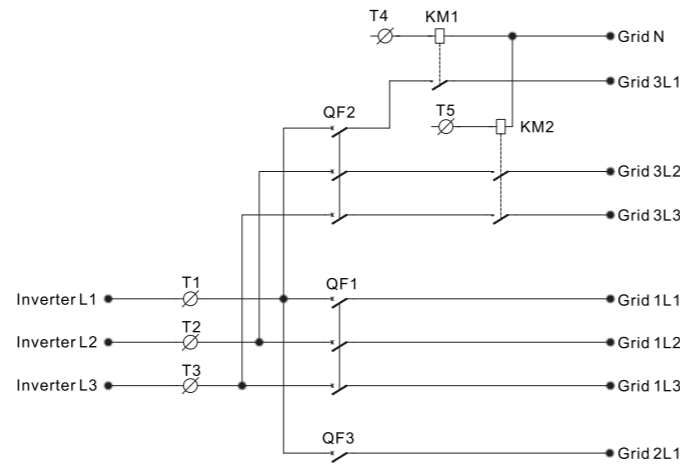 T4
KM1
Grid N
Grid 3L1
QF2
T5
KM2
Grid 3L2
Grid 3L3
T1
QF1
Inverter L1
Grid 1L1
T2
Inverter L2
Grid 1L2
T3
Inverter L3
Grid 1L3
QF3
Grid 2L1